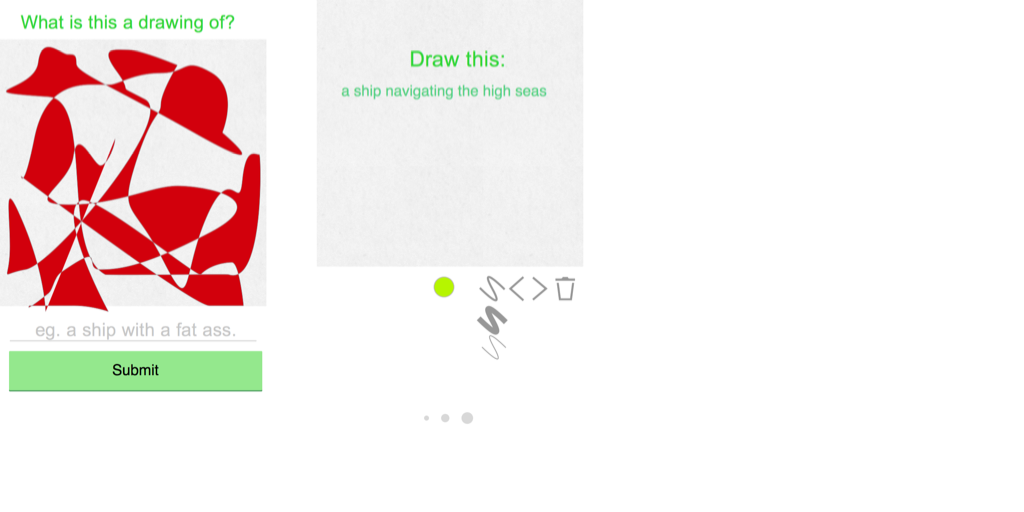 What is this a drawing of?
eg. a ship with a fat ass.
Submit
Draw this:
a ship navigating the high seas